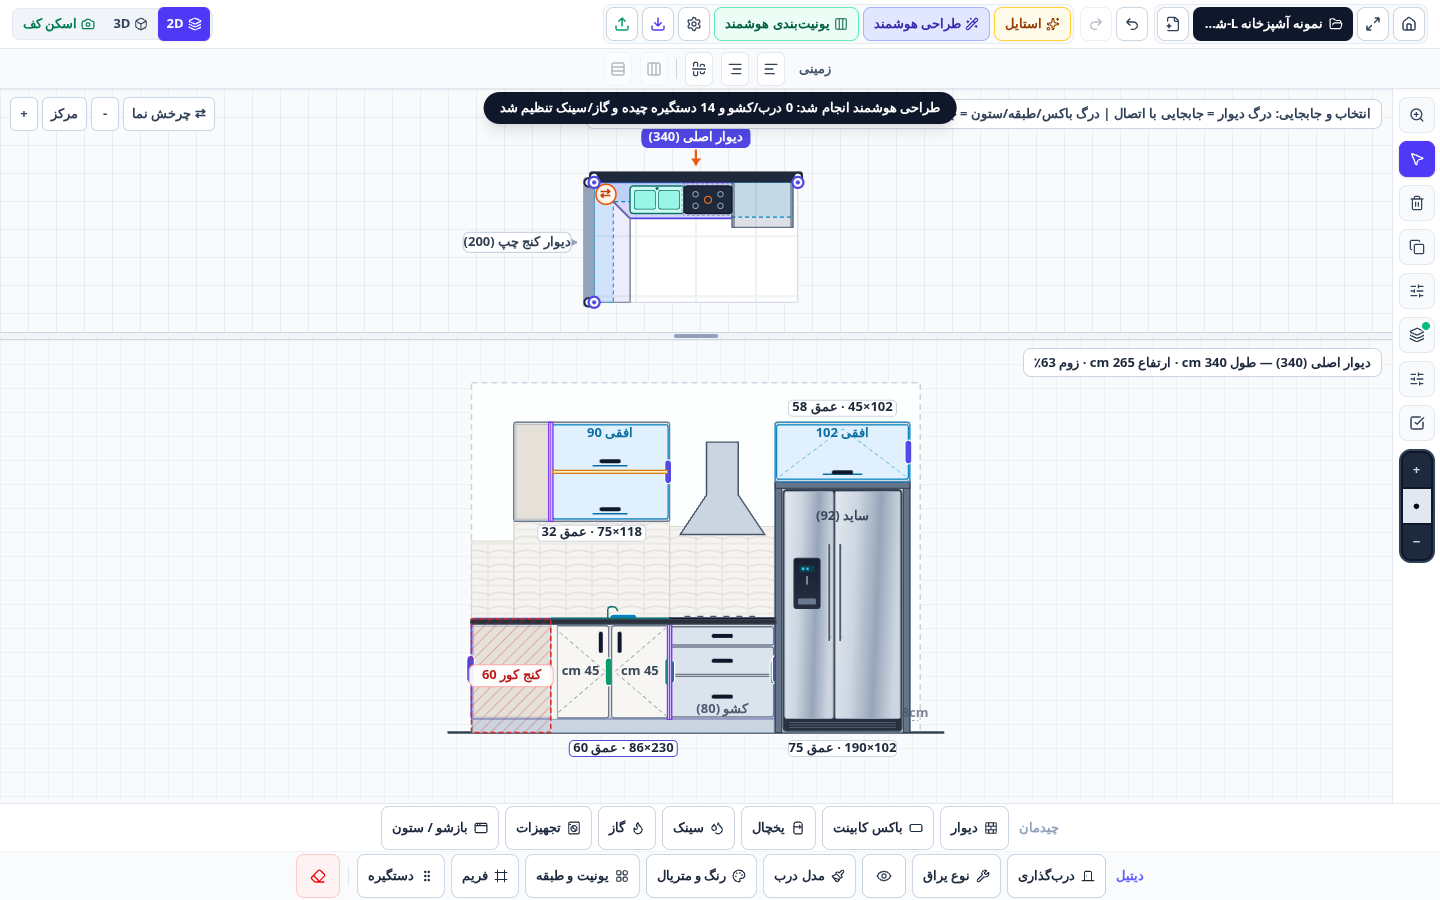 نمونه آشپزخانه L-ش...
استایل
طراحی هوشمند
یونیت‌بندی هوشمند
2D
3D
اسکن کف
زمینی
انتخاب و جابجایی: درگ دیوار = جابجایی با اتصال | درگ باکس/طبقه/ستون =
طراحی هوشمند انجام شد: 0 درب/کشو و 14 دستگیره چیده و گاز/سینک تنظیم شد
⇄ چرخش نما
-
مرکز
+
دیوار اصلی (340)
دیوار کنج چپ (200)
دیوار اصلی (340) — طول 340 cm · ارتفاع 265 cm · زوم 63٪
45×102 · عمق 58
افقی 102
افقی 90
75×118 · عمق 32
ساید (92)
کنج کور 60
45 cm
45 cm
کشو (80)
3cm
86×230 · عمق 60
190×102 · عمق 75
+
−
چیدمان
دیوار
باکس کابینت
یخچال
سینک
گاز
تجهیزات
بازشو / ستون
دیتیل
درب‌گذاری
نوع یراق
مدل درب
رنگ و متریال
یونیت و طبقه
فریم
دستگیره